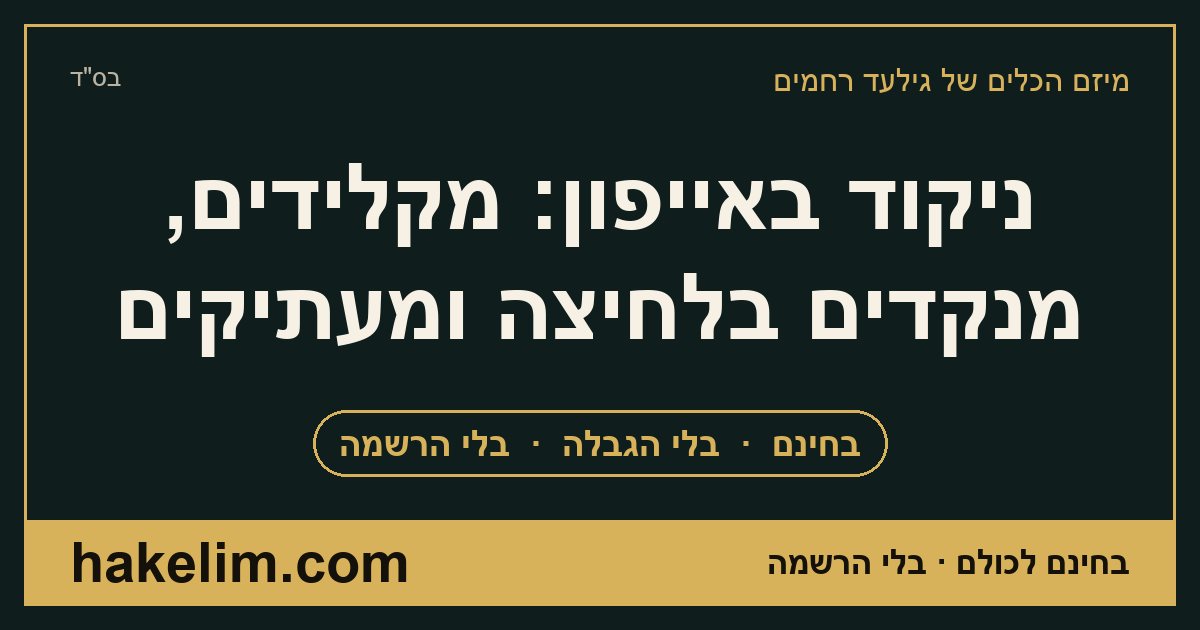 מיזם הכלים של גילעד רחמים
בס"ד
ניקוד באייפון: מקלידים,
מנקדים בלחיצה ומעתיקים
בחינם · בלי הגבלה · בלי הרשמה
בחינם לכולם · בלי הרשמה
hakelim.com